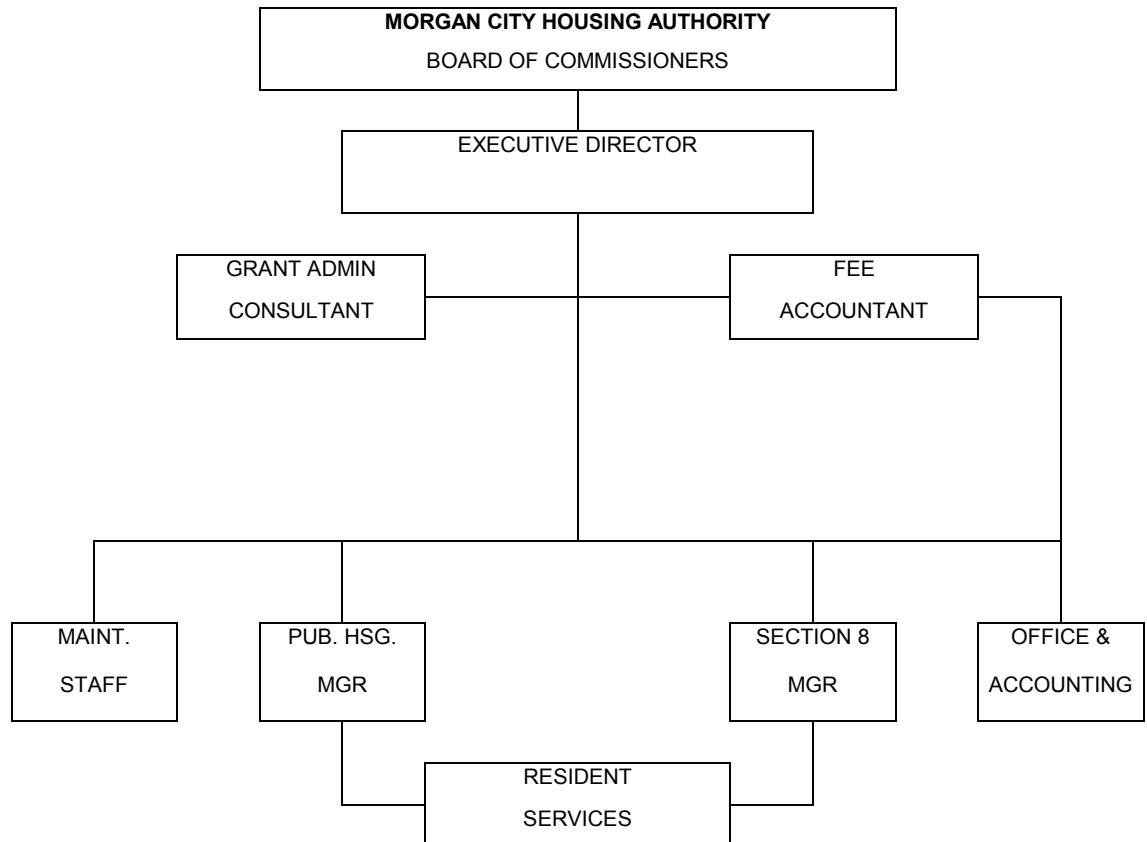 MORGAN CITY HOUSING AUTHORITY
BOARD OF COMMISSIONERS
EXECUTIVE DIRECTOR
GRANT ADMIN
CONSULTANT
FEE
ACCOUNTANT
MAINT.
STAFF
PUB. HSG.
MGR
SECTION 8
MGR
OFFICE &
ACCOUNTING
RESIDENT
SERVICES